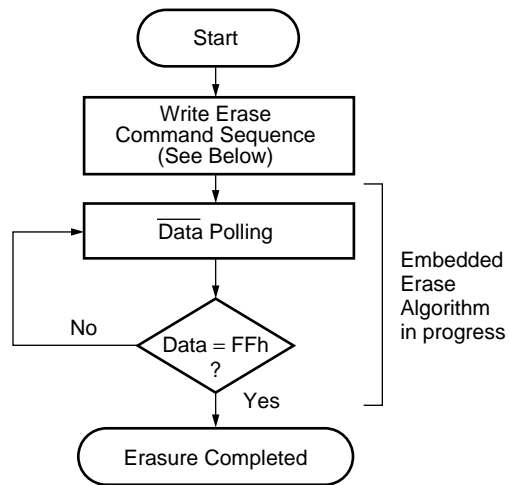 Start
Write Erase
Command Sequence
(See Below)
Data Polling
Embedded
Erase
Algorithm
in progress
No
Data = FFh
?
Yes
Erasure Completed